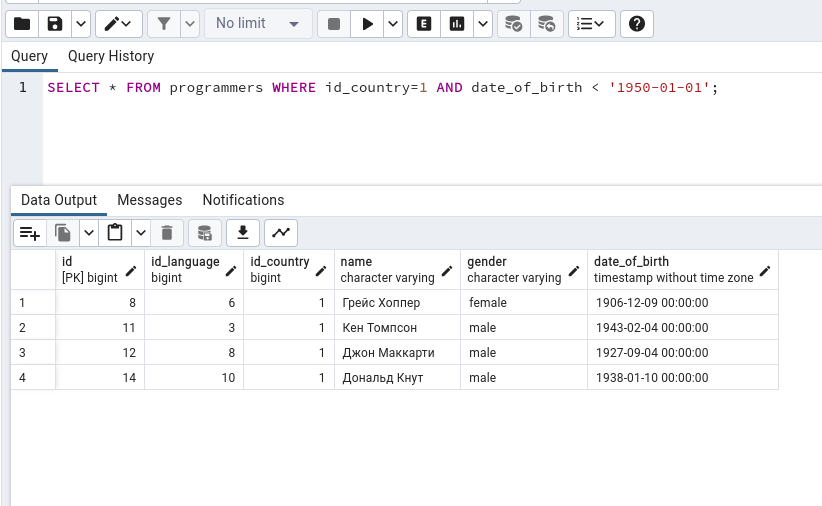 No limit
Query Query History
1 SELECT * FROM programmers WHERE id_country=1 AND date_of_birth < '1950-01-01';
Data Output Messages Notifications
id id_language id_country name gender date_of_birth
[PK] bigint bigint bigint character varying character varying timestamp without time zone
1 8 6 1 Грейс Хоппер female 1906-12-09 00:00:00
2 11 3 1 Кен Томпсон male 1943-02-04 00:00:00
3 12 8 1 Джон Маккарти male 1927-09-04 00:00:00
4 14 10 1 Дональд Кнут male 1938-01-10 00:00:00